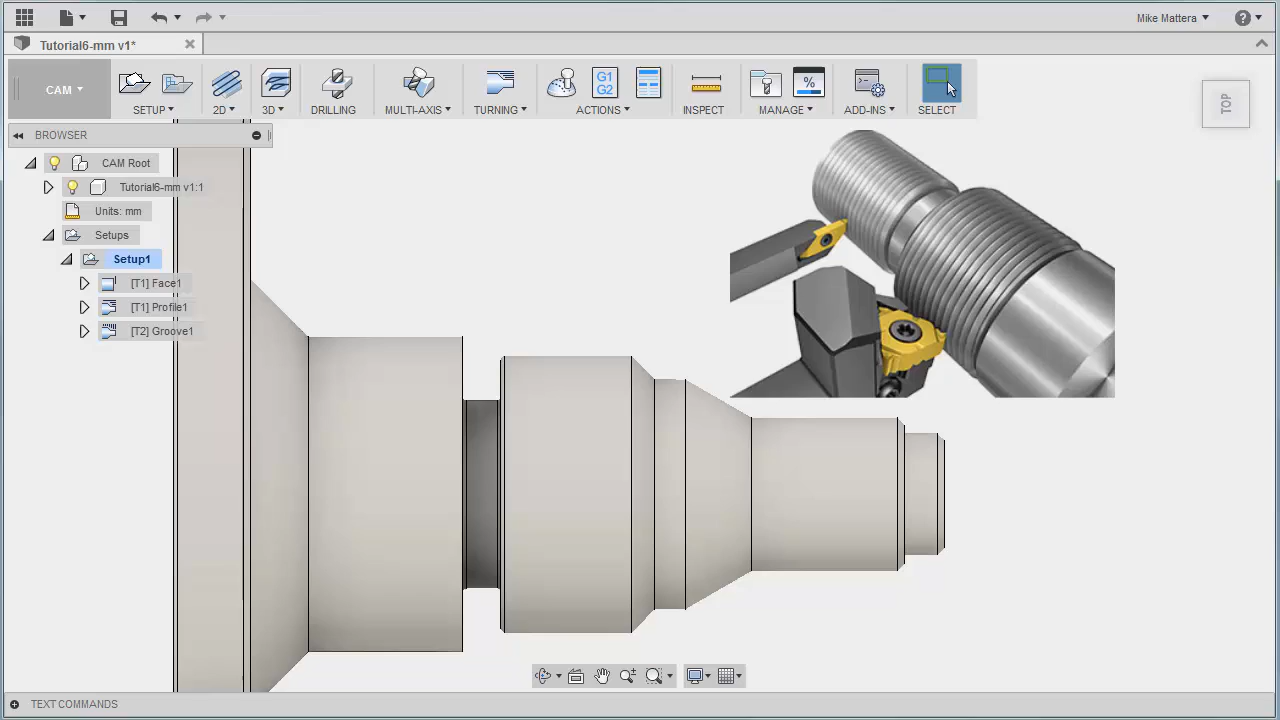 Mike Mattera
Tutorial6-mm v1*
CAM
G1
G2
%
SETUP
2D
3D
DRILLING
MULTI-AXIS
TURNING
ACTIONS
INSPECT
MANAGE
ADD-INS
SELECT
TOP
BROWSER
CAM Root
Tutorial6-mm v1:1
Units: mm
Setups
Setup1
[T1] Face1
[T1] Profile1
[T2] Groove1
TEXT COMMANDS